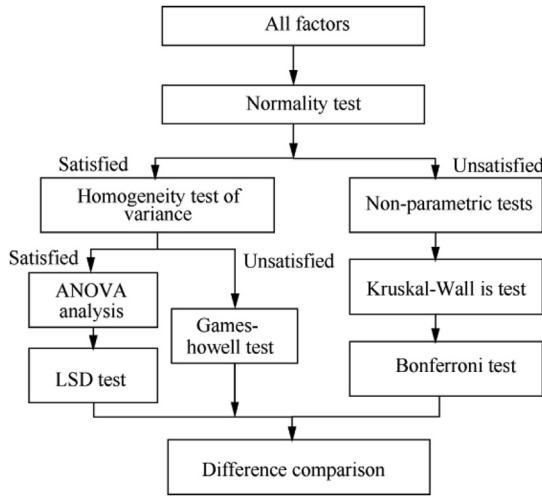 All factors
Normality test
Satisfied
Unsatisfied
Homogeneity test of
variance
Non-parametric tests
Satisfied
Unsatisfied
ANOVA
analysis
Kruskal-Wall is test
Games-
howell test
LSD test
Bonferroni test
Difference comparison